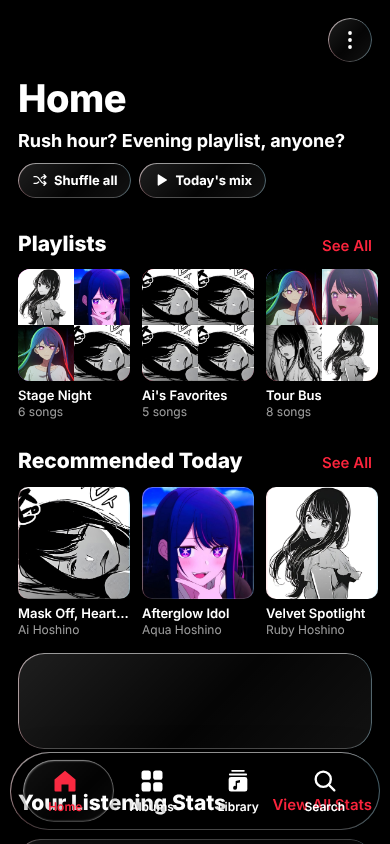 Home
Rush hour? Evening playlist, anyone?
Shuffle all
Today's mix
Playlists
See All
Stage Night
6 songs
Ai's Favorites
5 songs
Tour Bus
8 songs
Recommended Today
See All
Mask Off, Heart...
Ai Hoshino
Afterglow Idol
Aqua Hoshino
Velvet Spotlight
Ruby Hoshino
Your Listening Stats
View All Stats
Home
Albums
Library
Search